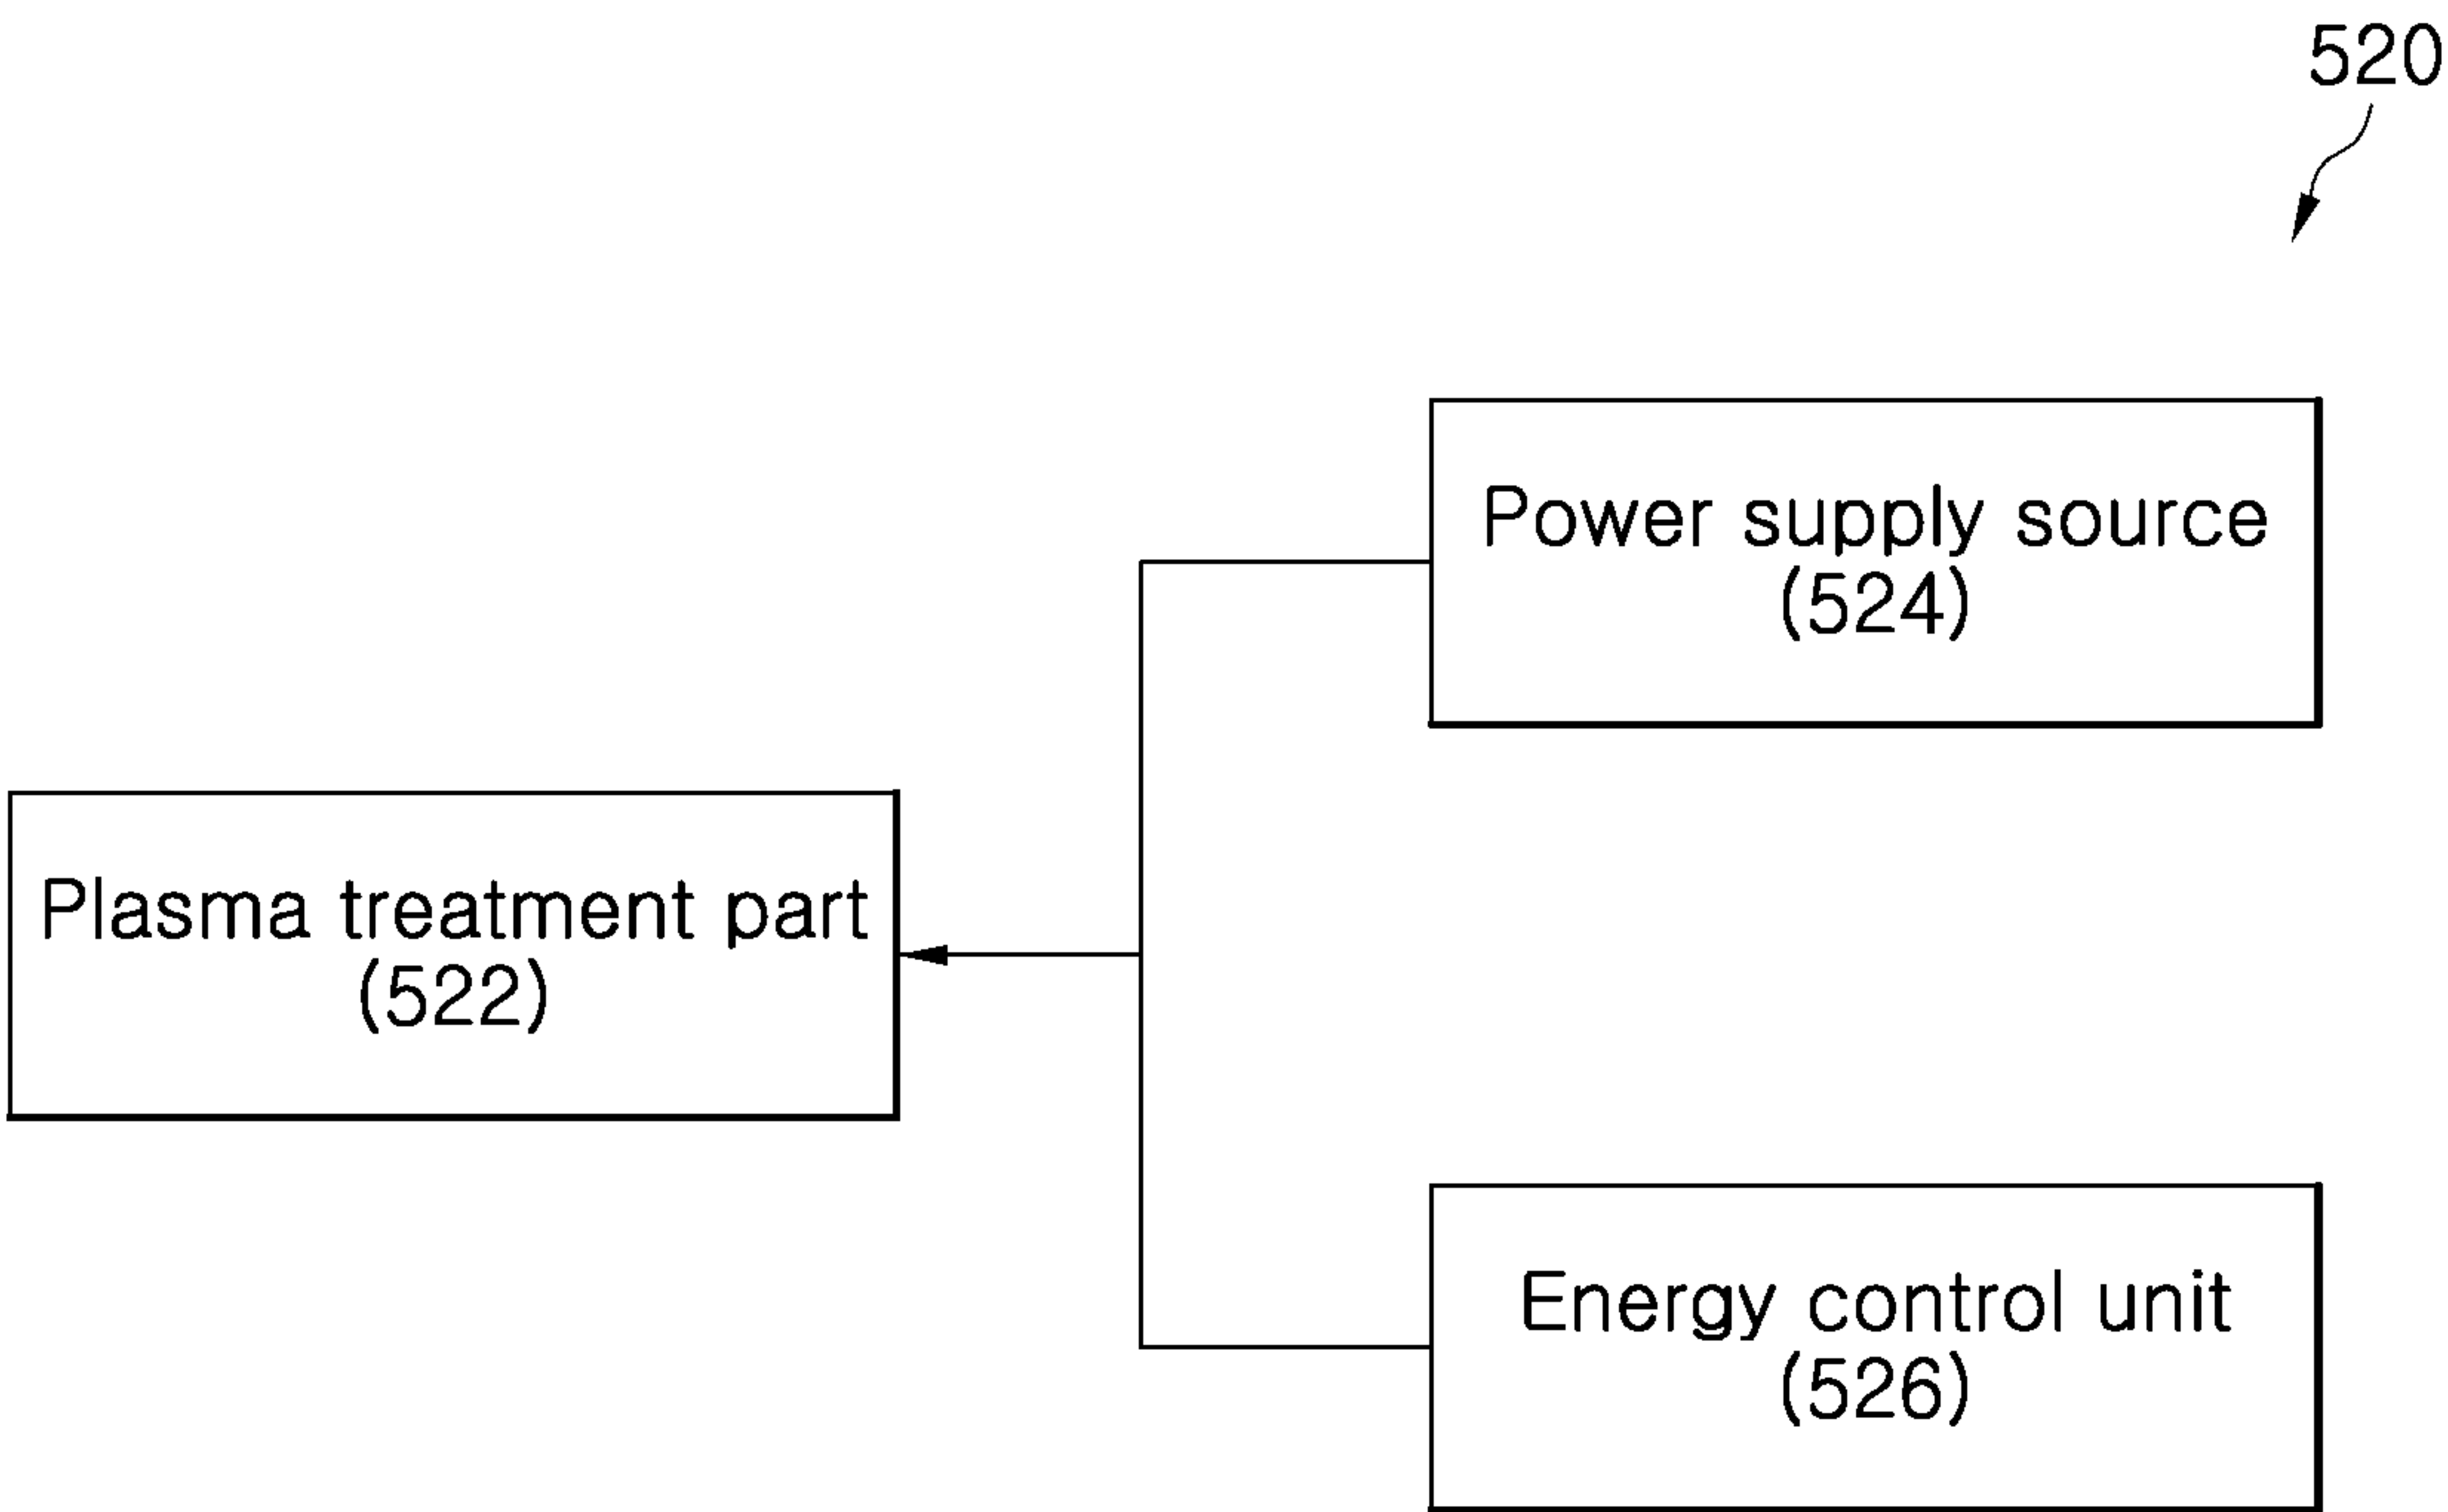 520
Power supply source
(524)
Plasma treatment part
(522)
Energy control unit
(526)